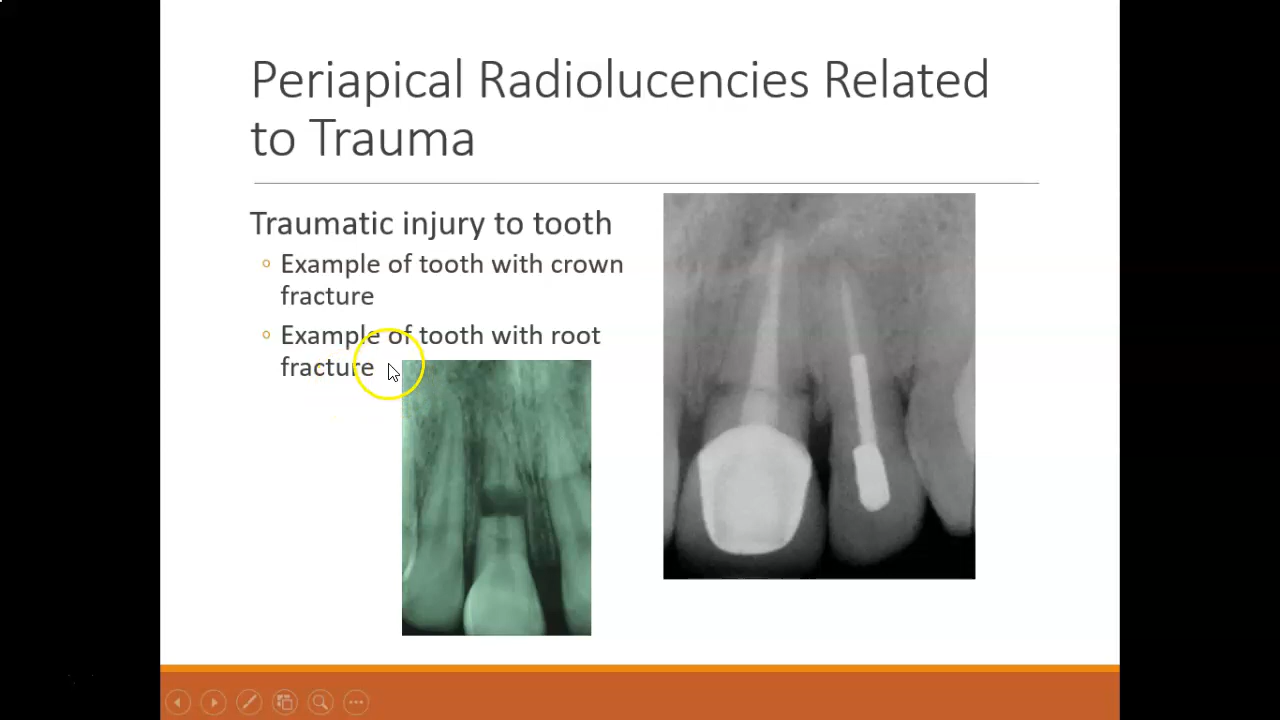 Periapical Radiolucencies Related
to Trauma
Traumatic injury to tooth
Example of tooth with crown
fracture
Example of tooth with root
fracture